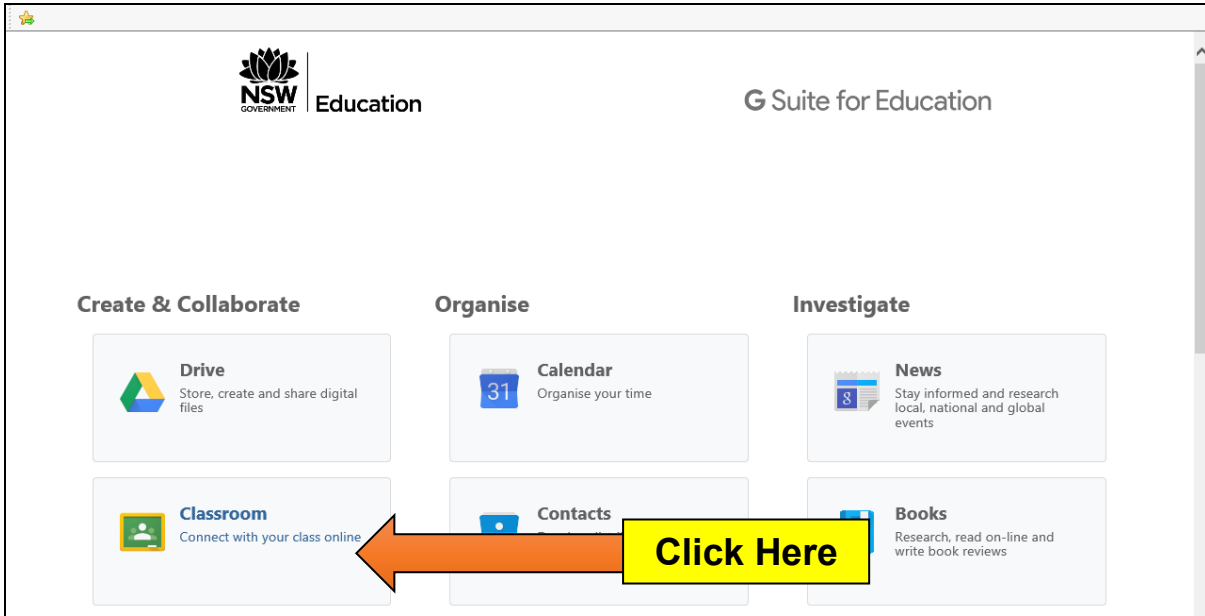 NSW
GOVERNMENT
Education
G Suite for Education
Create & Collaborate
Organise
Investigate
Drive
Store, create and share digital
files
31
Calendar
Organise your time
8
News
Stay informed and research
local, national and global
events
Classroom
Connect with your class online
Contacts
Click Here
Books
Research, read on-line and
write book reviews